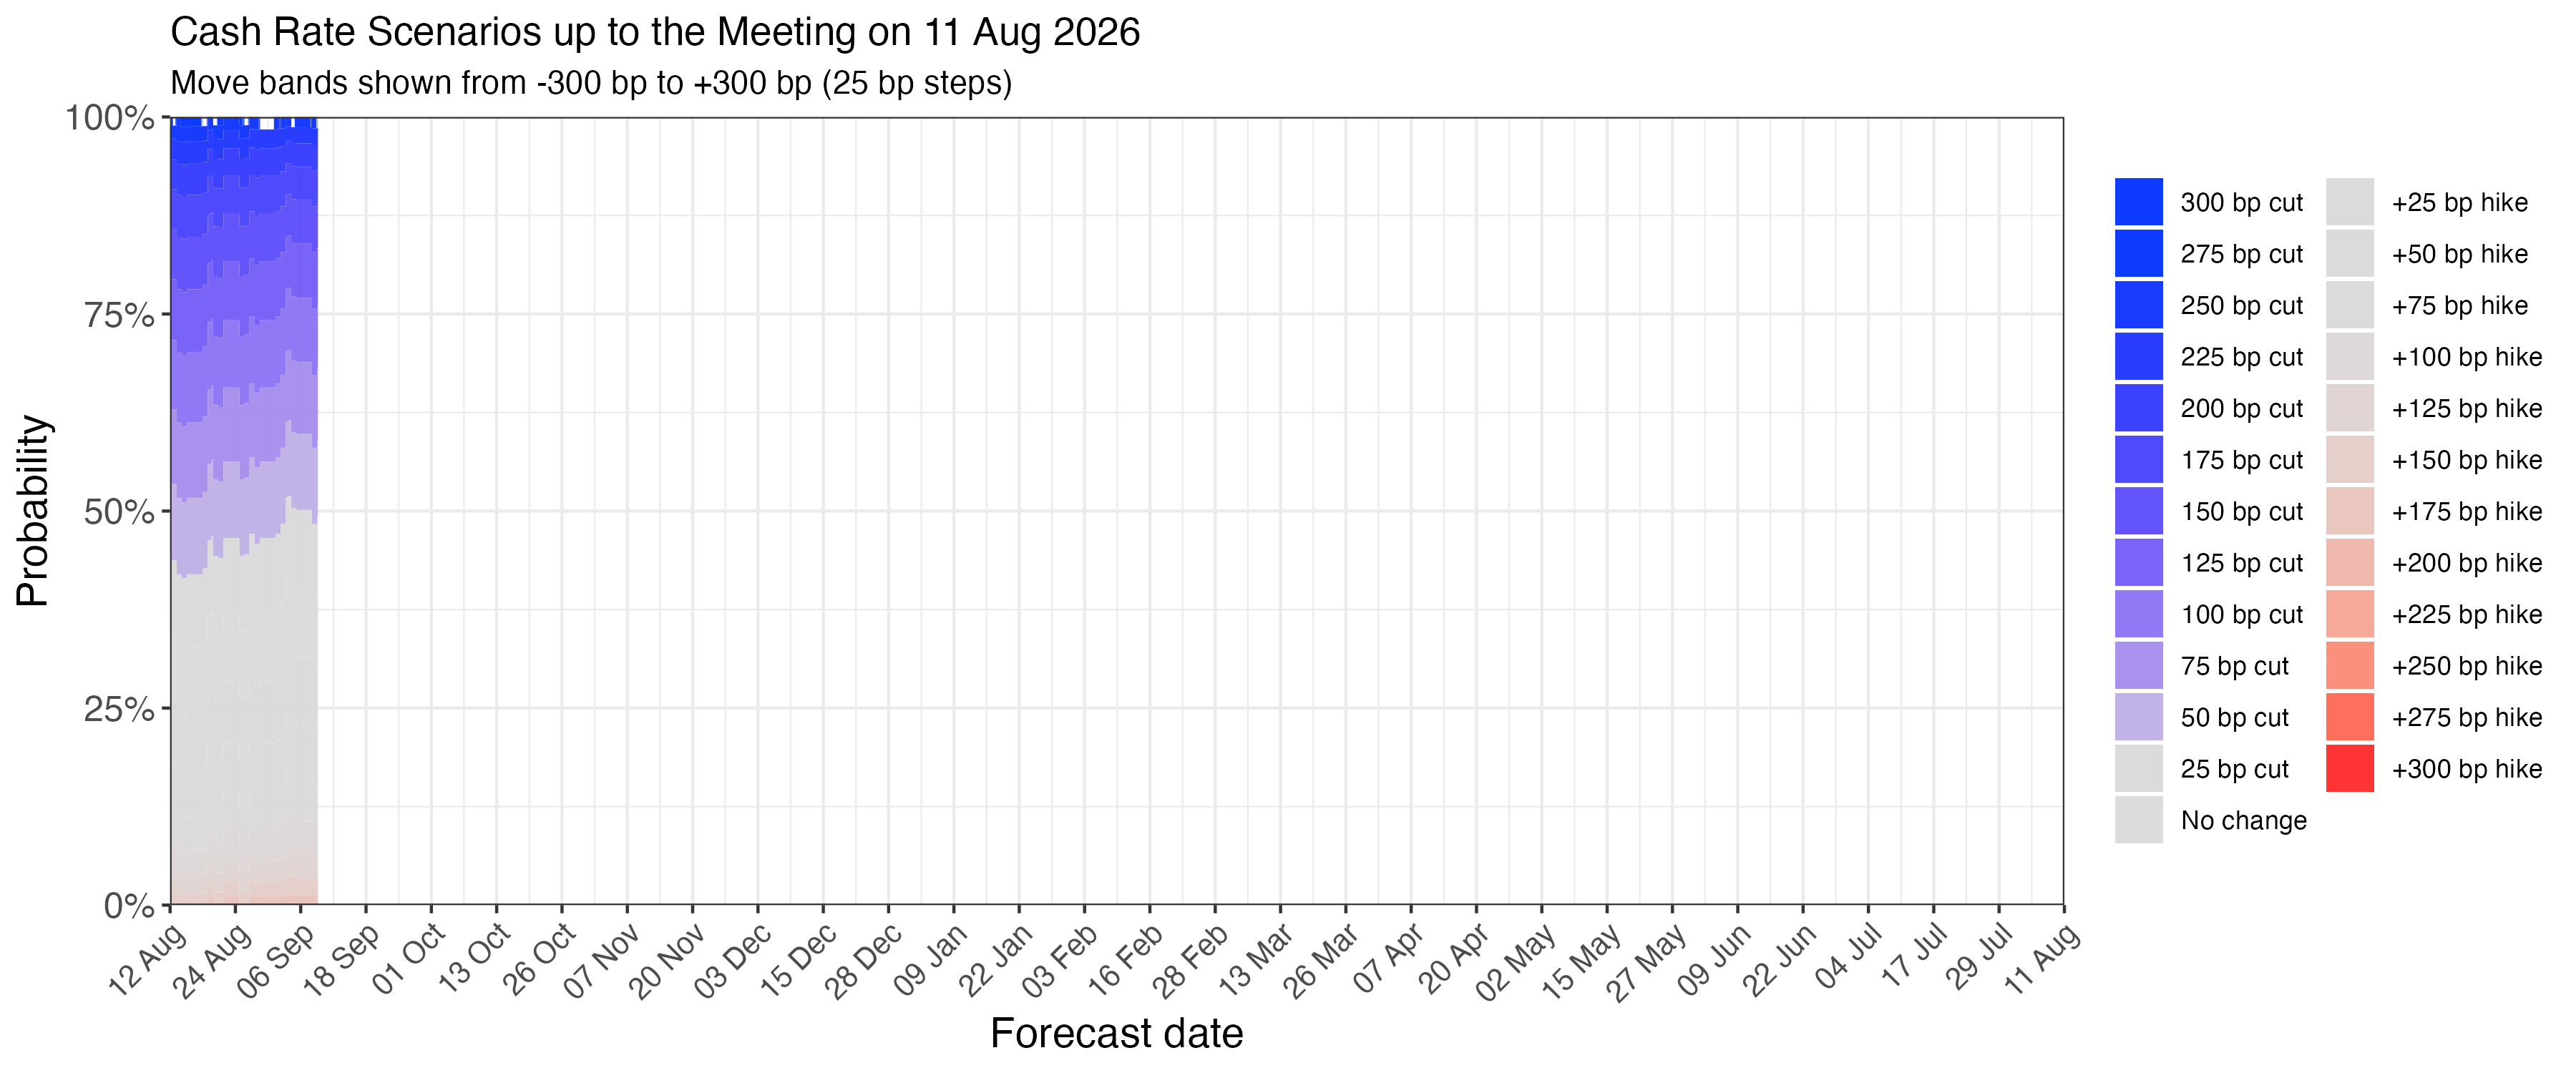 Cash Rate Scenarios up to the Meeting on 11 Aug 2026
Move bands shown from -300 bp to +300 bp (25 bp steps)
Probability
100%
75%
50%
25%
0%
12 Aug
24 Aug
06 Sep
18 Sep
01 Oct
13 Oct
26 Oct
07 Nov
20 Nov
03 Dec
15 Dec
28 Dec
09 Jan
22 Jan
03 Feb
16 Feb
28 Feb
13 Mar
26 Mar
07 Apr
20 Apr
02 May
15 May
27 May
09 Jun
22 Jun
04 Jul
17 Jul
29 Jul
11 Aug
Forecast date
300 bp cut
275 bp cut
250 bp cut
225 bp cut
200 bp cut
175 bp cut
150 bp cut
125 bp cut
100 bp cut
75 bp cut
50 bp cut
25 bp cut
No change
+25 bp hike
+50 bp hike
+75 bp hike
+100 bp hike
+125 bp hike
+150 bp hike
+175 bp hike
+200 bp hike
+225 bp hike
+250 bp hike
+275 bp hike
+300 bp hike